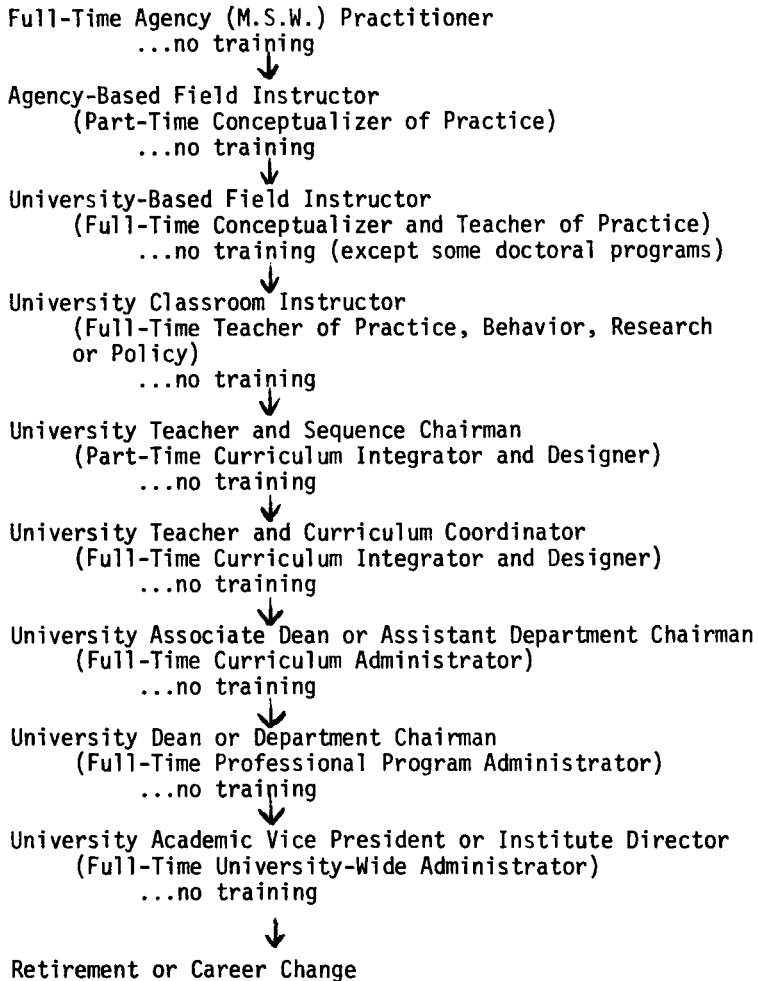 Full-Time Agency (M.S.W.) Practitioner
...no training
Agency-Based Field Instructor
(Part-Time Conceptualizer of Practice)
...no training
University-Based Field Instructor
(Full-Time Conceptualizer and Teacher of Practice)
...no training (except some doctoral programs)
University Classroom Instructor
(Full-Time Teacher of Practice, Behavior, Research
or Policy)
...no training
University Teacher and Sequence Chairman
(Part-Time Curriculum Integrator and Designer)
...no training
University Teacher and Curriculum Coordinator
(Full-Time Curriculum Integrator and Designer)
...no training
University Associate Dean or Assistant Department Chairman
(Full-Time Curriculum Administrator)
...no training
University Dean or Department Chairman
(Full-Time Professional Program Administrator)
...no training
University Academic Vice President or Institute Director
(Full-Time University-Wide Administrator)
...no training
Retirement or Career Change